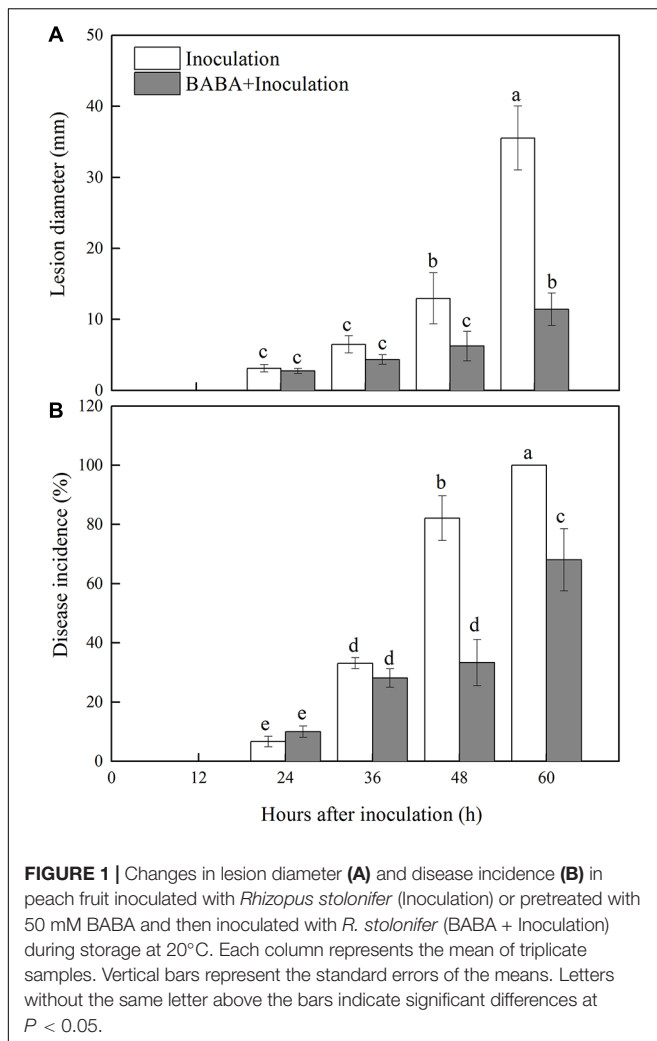 A
50
40
30
20
10
0
Lesion diameter (mm)
Inoculation
BABA+Inoculation
c
c
c
c
b
c
a
b
B
120
100
80
60
40
20
0
Disease incidence (%)
e
e
d
d
b
d
a
c
0 12 24 36 48 60
Hours after inoculation (h)
FIGURE 1 | Changes in lesion diameter (A) and disease incidence (B) in
peach fruit inoculated with Rhizopus stolonifer (Inoculation) or pretreated with
50 mM BABA and then inoculated with R. stolonifer (BABA + Inoculation)
during storage at 20°C. Each column represents the mean of triplicate
samples. Vertical bars represent the standard errors of the means. Letters
without the same letter above the bars indicate significant differences at
P < 0.05.